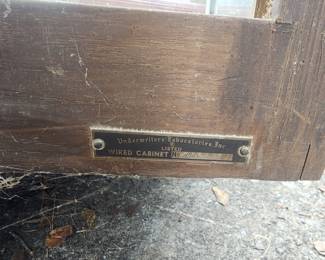 Underwriters Laboratories, Inc.
LISTED
WIRED CABINET